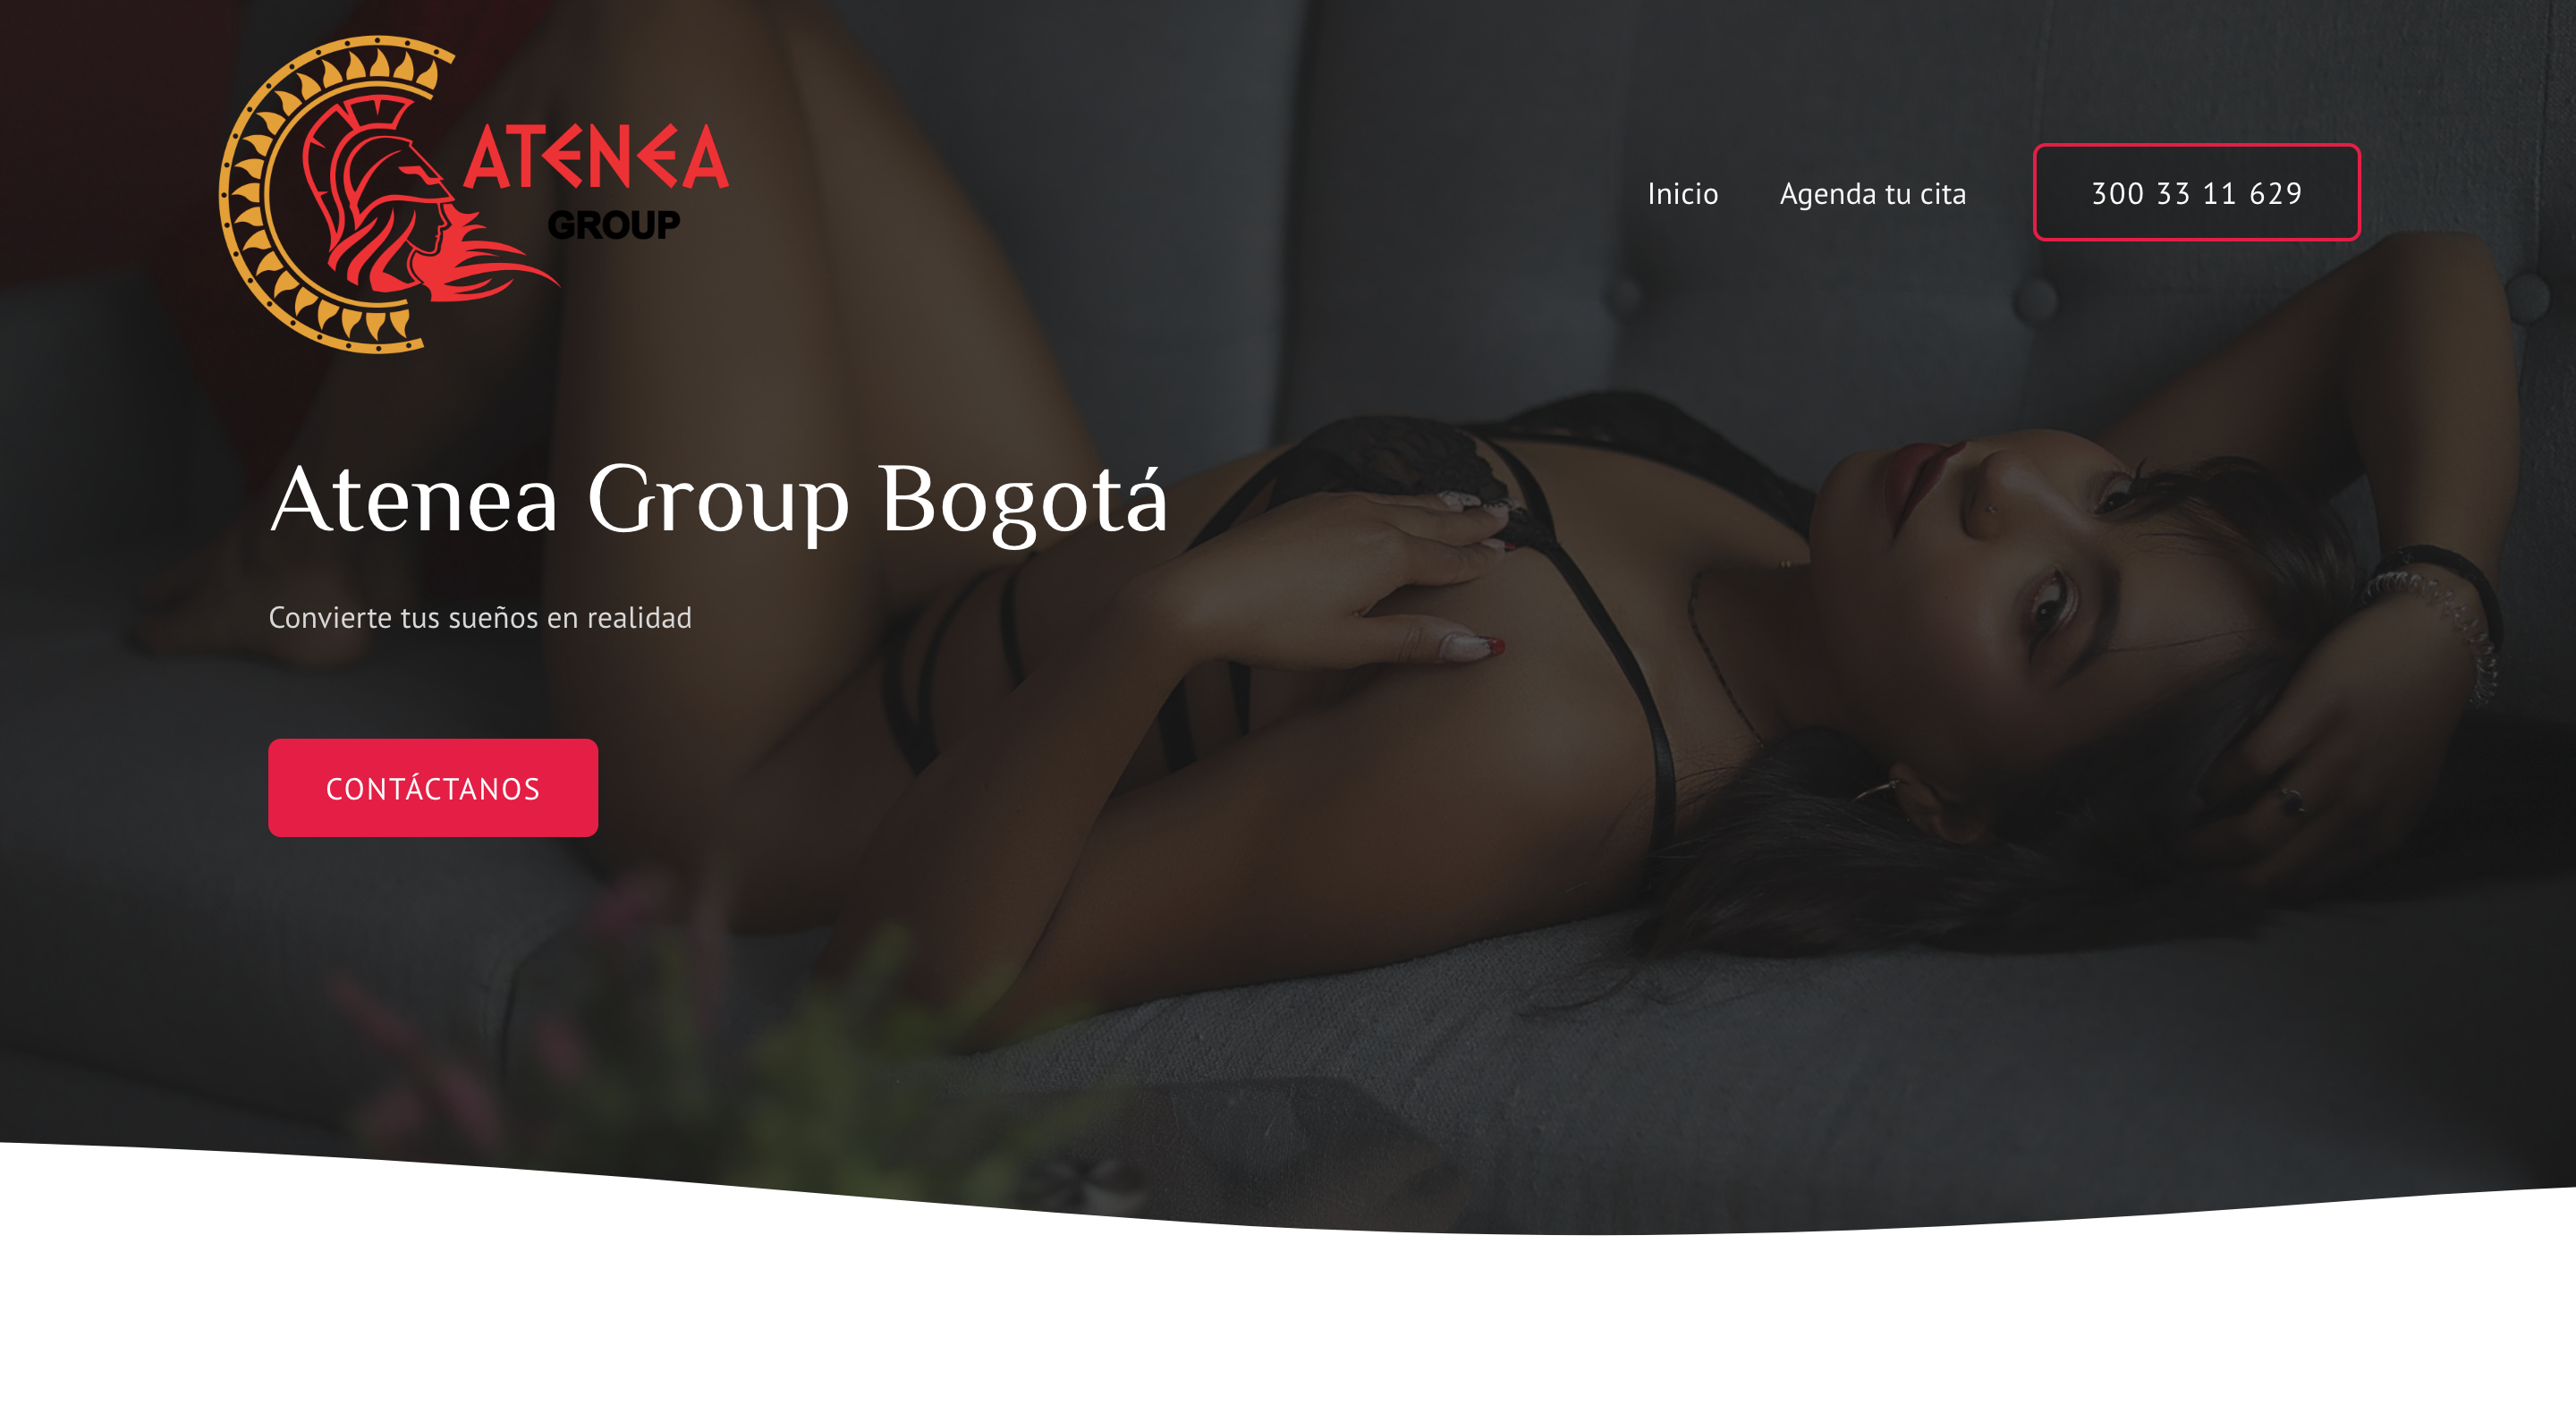 ATENEA
GROUP
Inicio
Agenda tu cita
300 33 11 629
Atenea Group Bogotá
Convierte tus sueños en realidad
CONTÁCTANOS